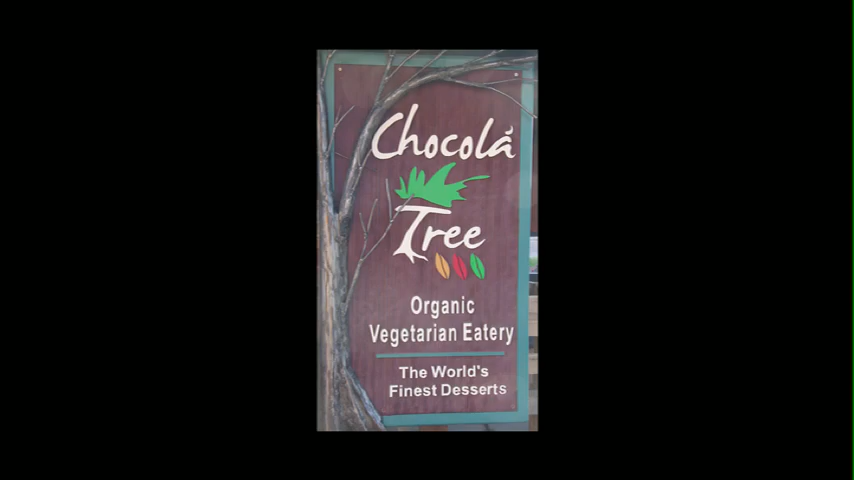 Chocolá
Tree
Organic
Vegetarian Eatery
The World's
Finest Desserts